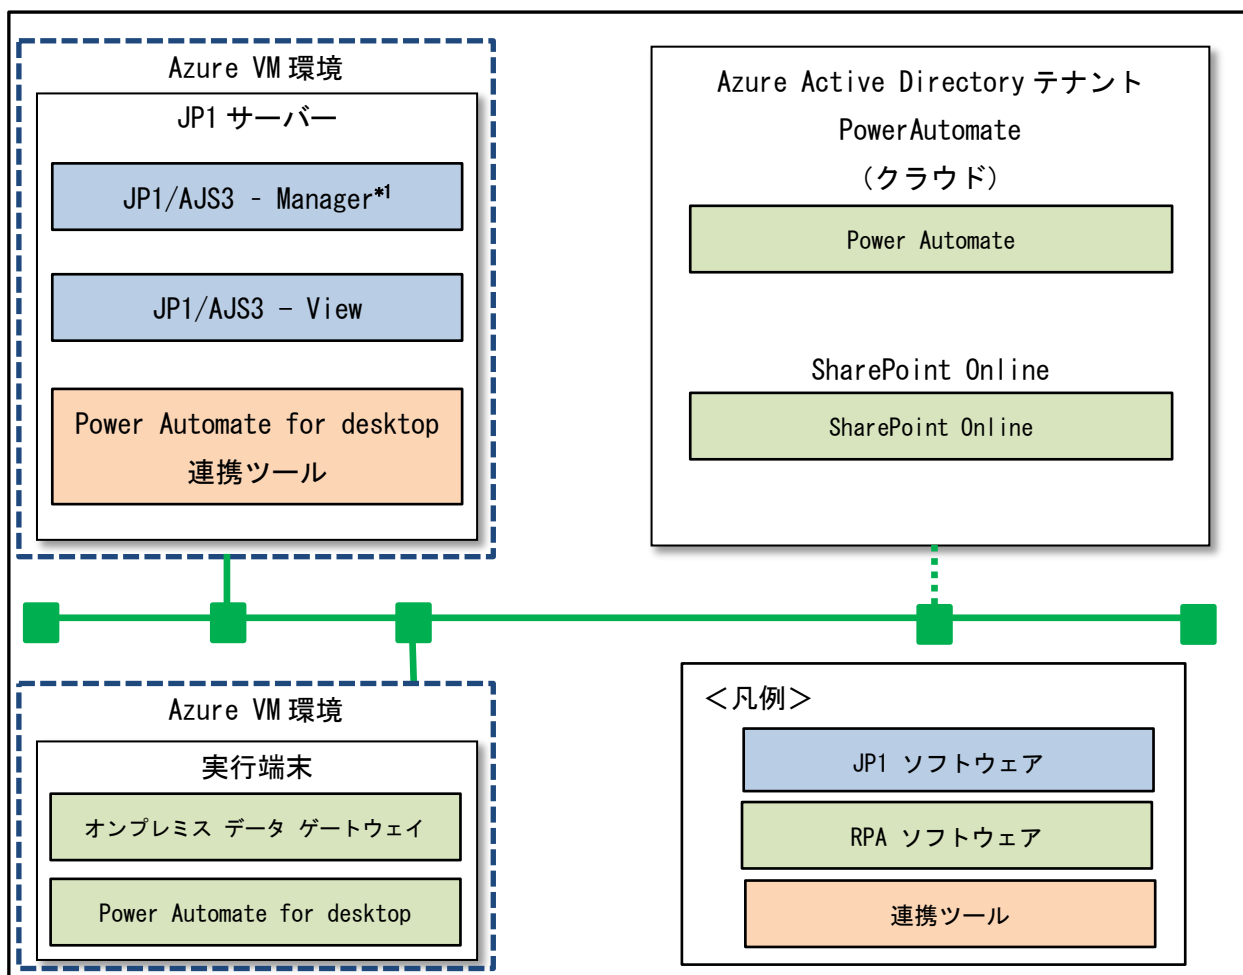 Azure VM 環境
JP1 サーバー
JP1/AJS3 - Manager*1
JP1/AJS3 – View
Power Automate for desktop
連携ツール
Azure Active Directory テナント
PowerAutomate
(クラウド)
Power Automate
SharePoint Online
SharePoint Online
Azure VM 環境
実行端末
オンプレミス データ ゲートウェイ
Power Automate for desktop
＜凡例＞
JP1 ソフトウェア
RPA ソフトウェア
連携ツール